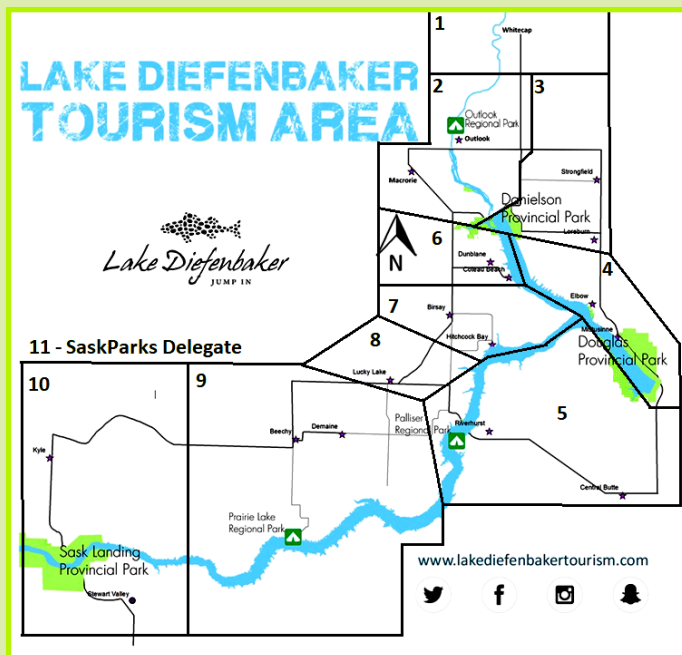 1
Whitecap
LAKE DIEFENBAKER
TOURISM AREA
2
3
Outlook
Regional Park
Outlook
Macrorie
Strongfield
Danielson
Provincial Park
Loreburn
6
N
Dunblane
Coteau Beach
4
Lake Diefenbaker
JUMP IN
7
Birsay
Elbow
Mistusinne
Douglas
Provincial Park
8
Hitchcock Bay
11 - SaskParks Delegate
10
9
Lucky Lake
5
Palliser
Regional Park
Riverhurst
Beechy
Demaine
Kyle
Central Butte
Prairie Lake
Regional Park
Sask Landing
Provincial Park
Stewart Valley
www.lakediefenbakertourism.com